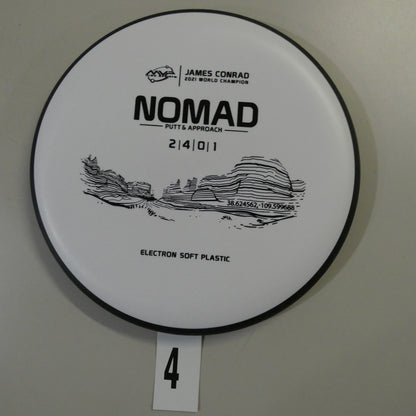 MVP
JAMES CONRAD
2021 WORLD CHAMPION
NOMAD
PUTT & APPROACH
2|4|0|1
38.624562,-109.599688
ELECTRON SOFT PLASTIC
4